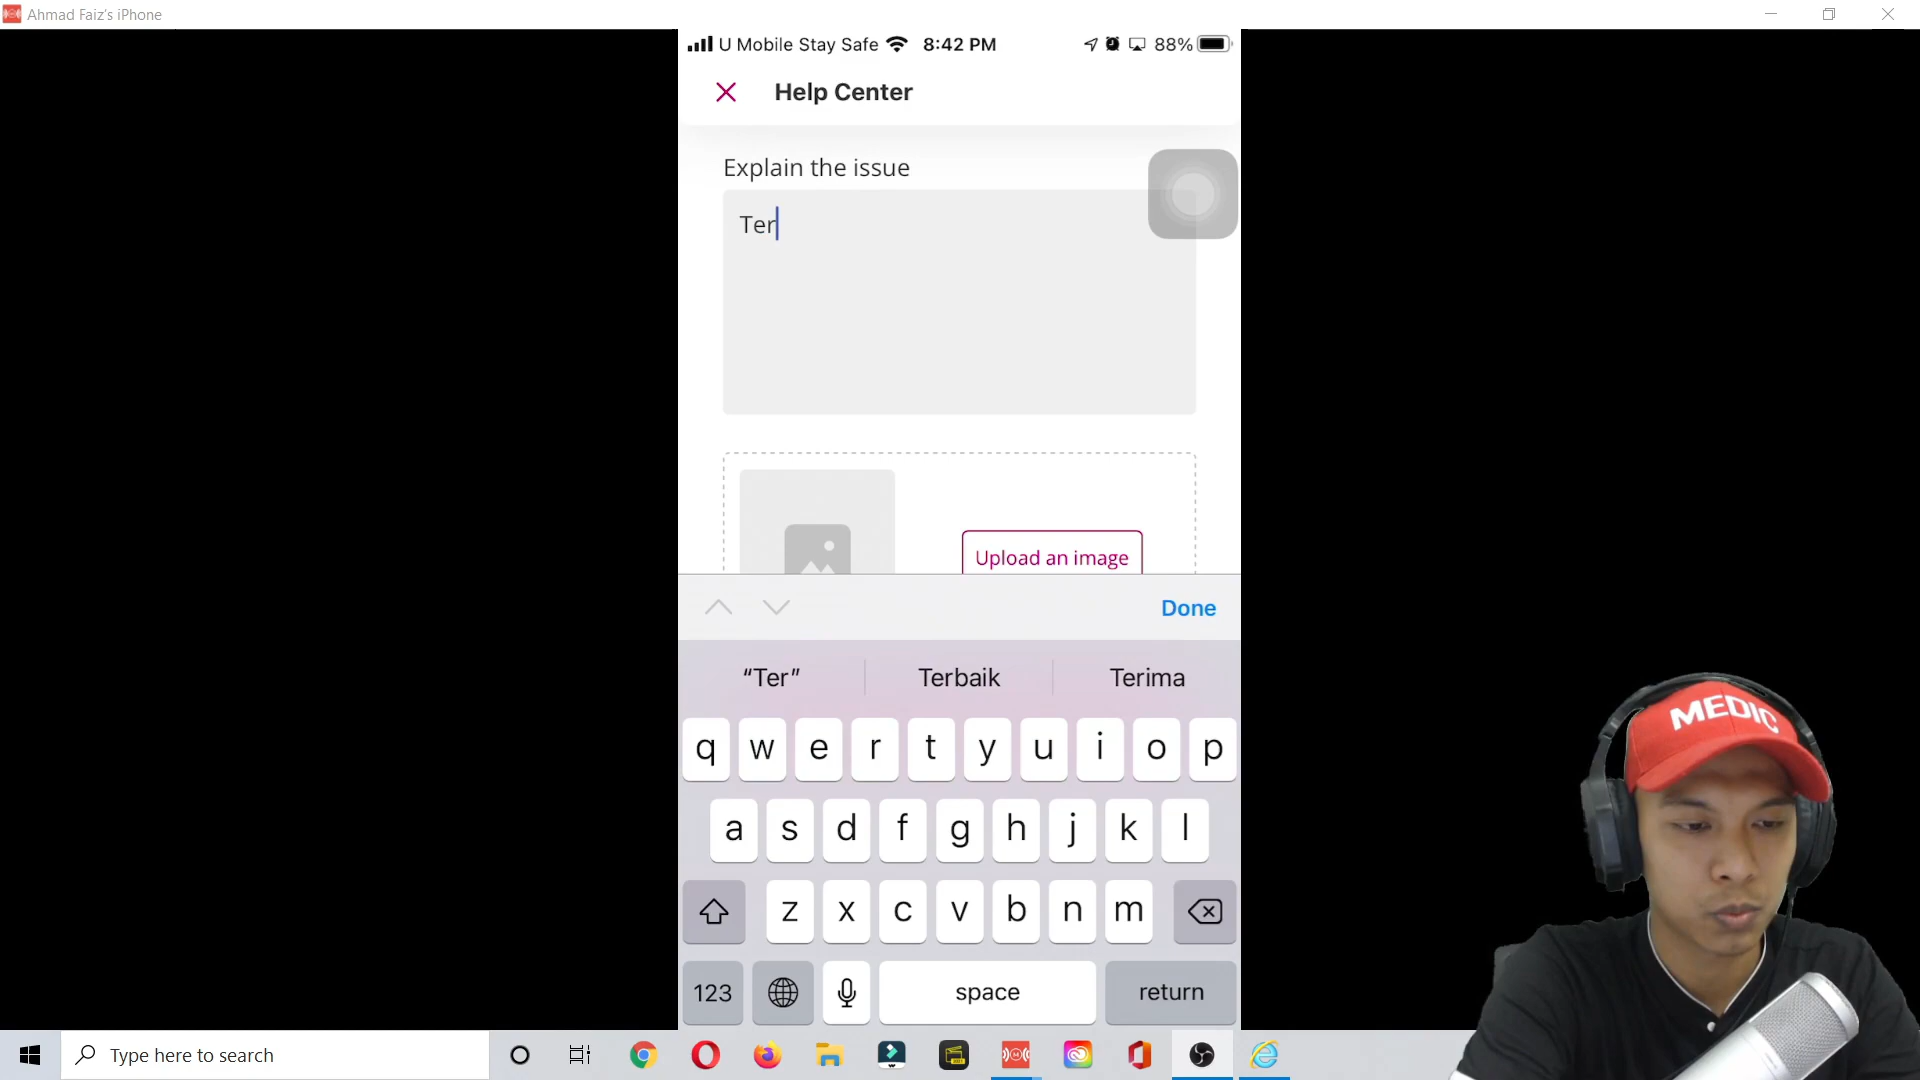 Ahmad Faiz's iPhone
U Mobile Stay Safe 8:42 PM 88%
Help Center
Explain the issue
Ter
Upload an image
Done
“Ter” Terbaik Terima
q w e r t y u i o p
a s d f g h j k l
z x c v b n m
123 space return
MEDIC
Type here to search